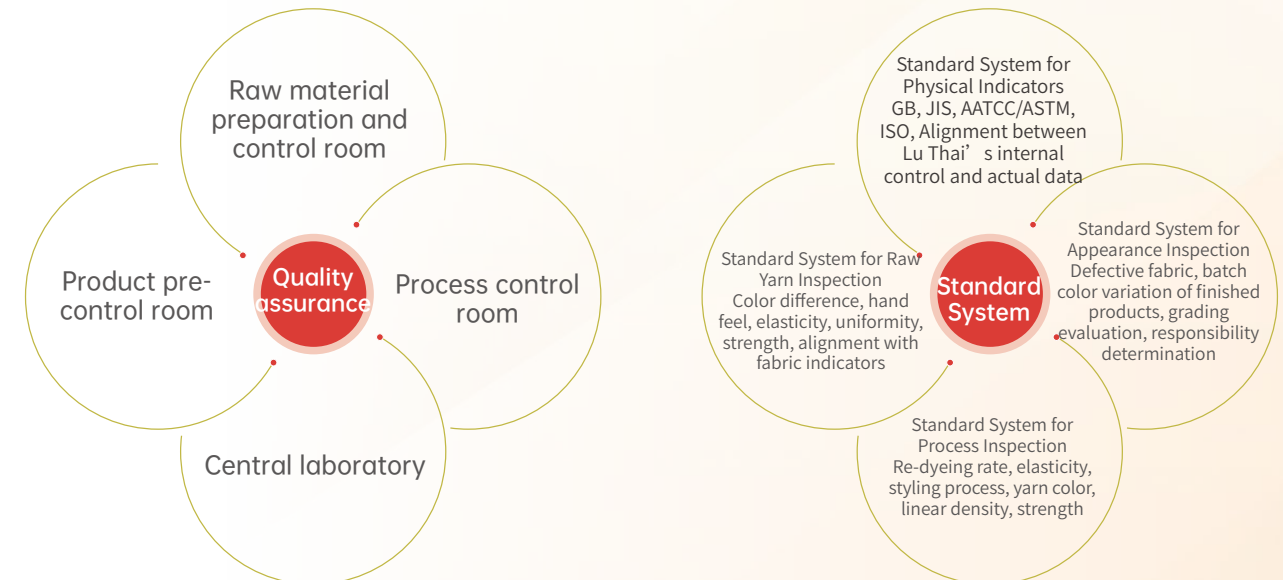 Raw material
preparation and
control room
Product pre-
control room
Quality
assurance
Process control
room
Central laboratory
Standard System for
Physical Indicators
GB, JIS, AATCC/ASTM,
ISO, Alignment between
Lu Thai’ s internal
control and actual data
Standard System for Raw
Yarn Inspection
Color difference, hand
feel, elasticity, uniformity,
strength, alignment with
fabric indicators
Standard
System
Standard System for
Appearance Inspection
Defective fabric, batch
color variation of finished
products, grading
evaluation, responsibility
determination
Standard System for
Process Inspection
Re-dyeing rate, elasticity,
styling process, yarn color,
linear density, strength